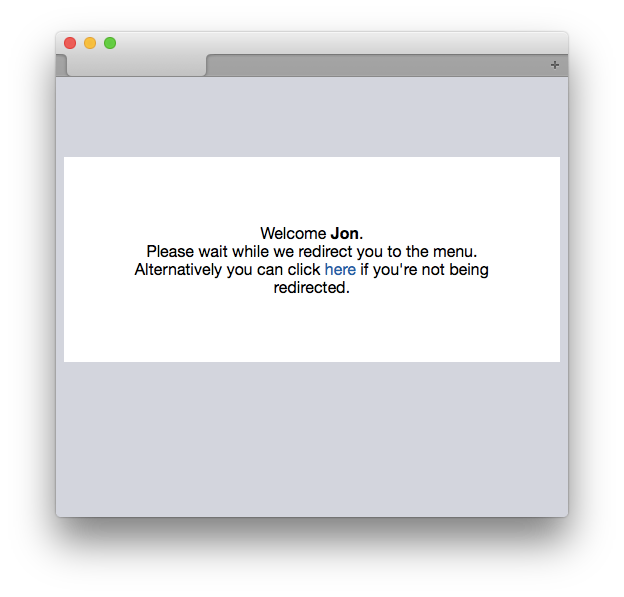 Welcome Jon.
Please wait while we redirect you to the menu.
Alternatively you can click here if you're not being
redirected.